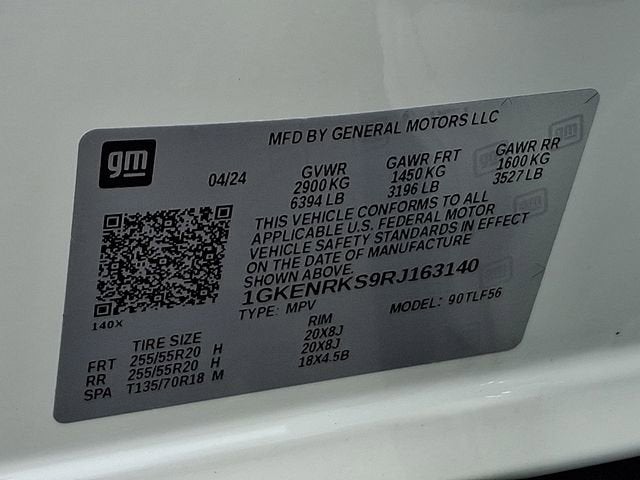 gm
MFD BY GENERAL MOTORS LLC
04/24
GVWR GAWR FRT GAWR RR
2900 KG 1450 KG 1600 KG
6394 LB 3196 LB 3527 LB
THIS VEHICLE CONFORMS TO ALL
APPLICABLE U.S. FEDERAL MOTOR
VEHICLE SAFETY STANDARDS IN EFFECT
ON THE DATE OF MANUFACTURE
SHOWN ABOVE.
1GKENRKS9RJ163140
TYPE: MPV MODEL: 90TLF56
140X
TIRE SIZE RIM
FRT 255/55R20 H 20X8J
RR 255/55R20 H 20X8J
SPA T135/70R18 M 18X4.5B